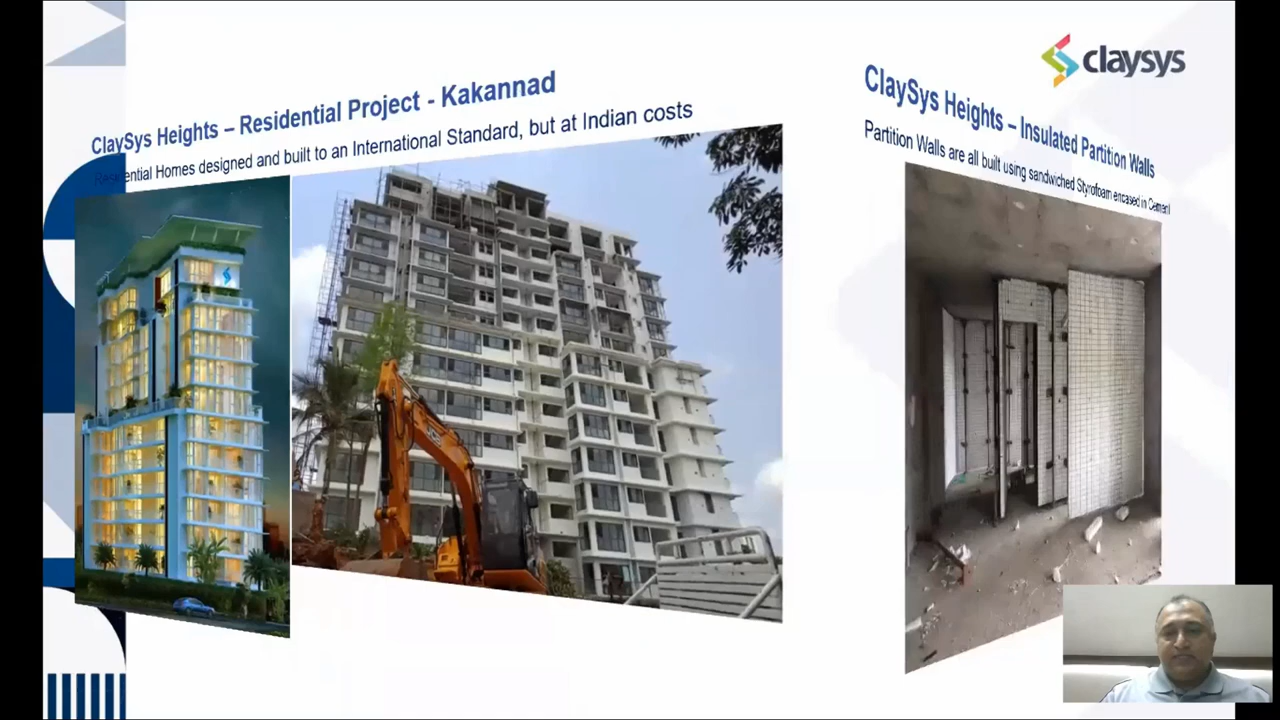 claysys
ClaySys Heights – Residential Project - Kakannad
Residential Homes designed and built to an International Standard, but at Indian costs
ClaySys Heights – Insulated Partition Walls
Partition Walls are all built using sandwiched Styrofoam encased in Cement